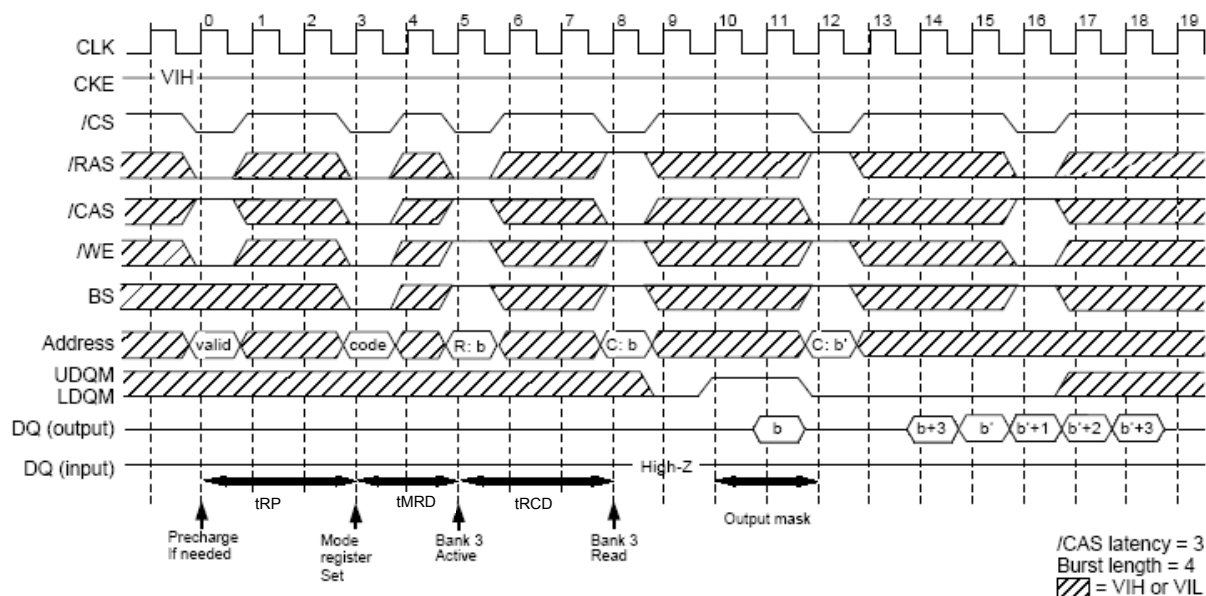 0 1 2 3 4 5 6 7 8 9 10 11 12 13 14 15 16 17 18 19
CLK
CKE VIH
/CS
/RAS
/CAS
/WE
BS
Address valid code R: b C: b C: b'
UDQM
LDQM
DQ (output) b b+3 b' b'+1 b'+2 b'+3
DQ (input) High-Z
tRP tMRD tRCD Output mask
Precharge
If needed
Mode
register
Set
Bank 3
Active
Bank 3
Read
/CAS latency = 3
Burst length = 4
= VIH or VIL